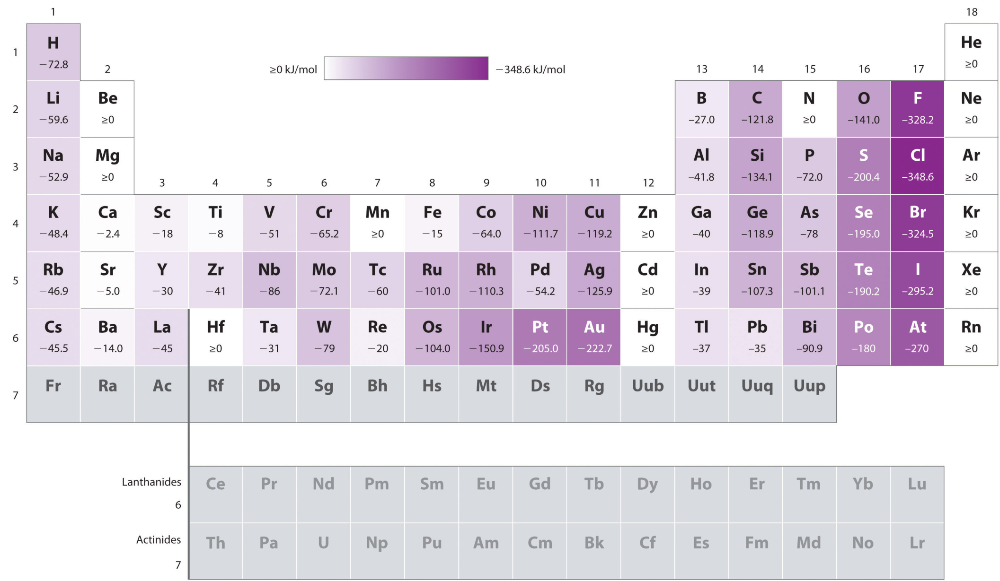 1 18
H He
1
−72.8 ≥0
2 ≥0 kJ/mol −348.6 kJ/mol 13 14 15 16 17
Li Be B C N O F Ne
2
−59.6 ≥0 –27.0 –121.8 ≥0 –141.0 –328.2 ≥0
Na Mg Al Si P S Cl Ar
3
−52.9 ≥0 –41.8 –134.1 –72.0 –200.4 –348.6 ≥0
3 4 5 6 7 8 9 10 11 12
K Ca Sc Ti V Cr Mn Fe Co Ni Cu Zn Ga Ge As Se Br Kr
4
−48.4 −2.4 −18 −8 −51 −65.2 ≥0 −15 −64.0 −111.7 −119.2 ≥0 –40 –118.9 –78 –195.0 –324.5 ≥0
Rb Sr Y Zr Nb Mo Tc Ru Rh Pd Ag Cd In Sn Sb Te I Xe
5
−46.9 −5.0 −30 −41 −86 −72.1 −60 −101.0 −110.3 −54.2 −125.9 ≥0 –39 –107.3 –101.1 –190.2 –295.2 ≥0
Cs Ba La Hf Ta W Re Os Ir Pt Au Hg Tl Pb Bi Po At Rn
6
−45.5 −14.0 −45 ≥0 −31 −79 −20 −104.0 −150.9 −205.0 −222.7 ≥0 –37 –35 –90.9 –180 –270 ≥0
Fr Ra Ac Rf Db Sg Bh Hs Mt Ds Rg Uub Uut Uuq Uup
7
Lanthanides Ce Pr Nd Pm Sm Eu Gd Tb Dy Ho Er Tm Yb Lu
6
Actinides Th Pa U Np Pu Am Cm Bk Cf Es Fm Md No Lr
7